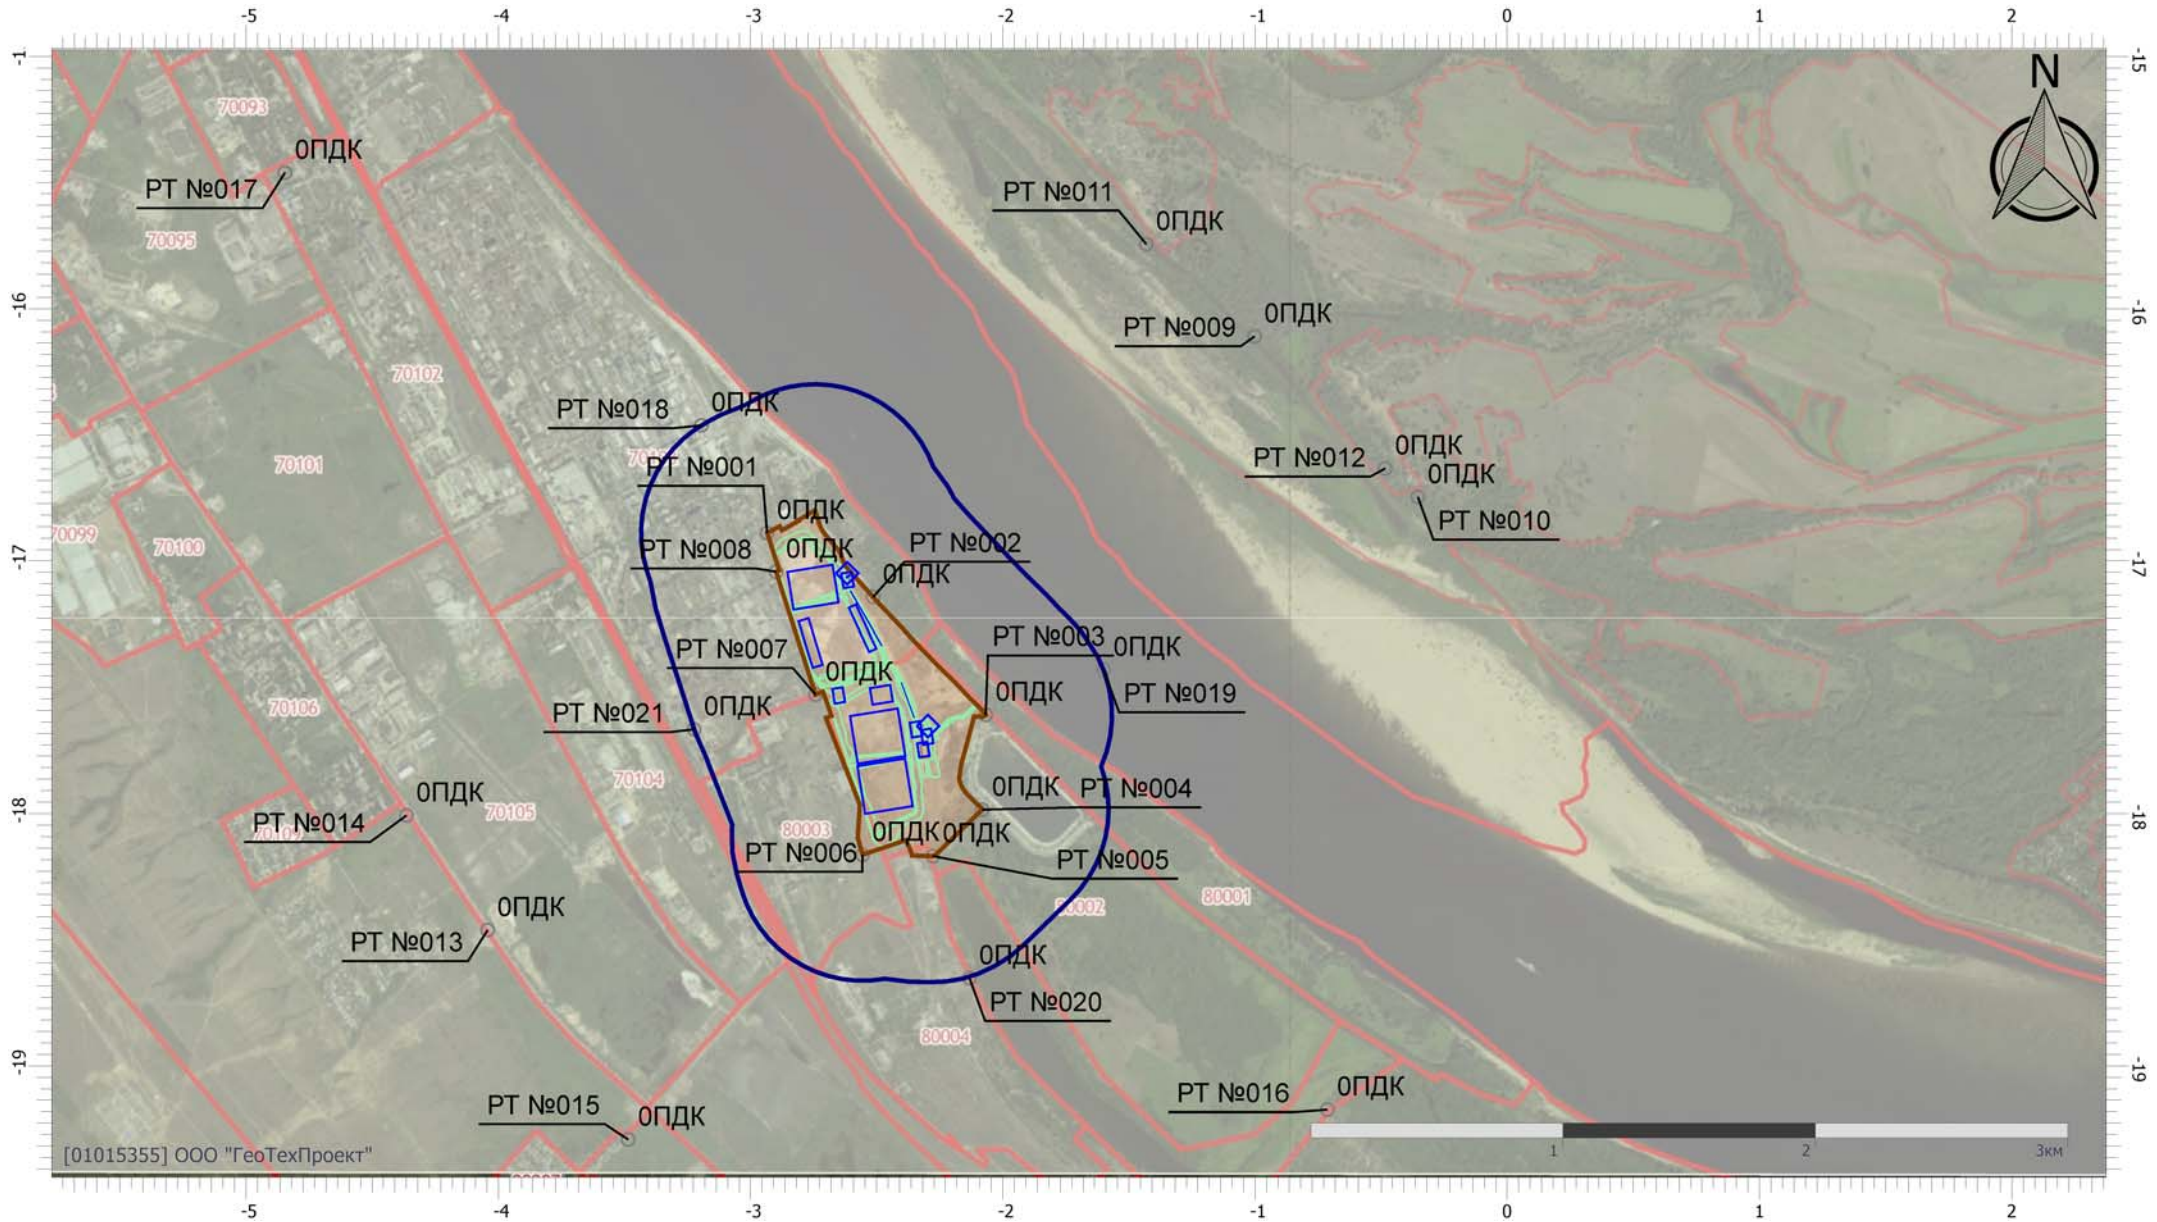 -5 -4 -3 -2 -1 0 1 2
-1
-15
N
70093
0ПДК
РТ №017
РТ №011
0ПДК
70095
-16
-16
0ПДК
РТ №009
70102
0ПДК
РТ №018
0ПДК
РТ №012
70101
РТ №001
0ПДК
0ПДК
РТ №010
70099
70100
РТ №008
0ПДК
РТ №002
-17
-17
0ПДК
РТ №003
0ПДК
РТ №007
0ПДК
0ПДК
РТ №019
70106
РТ №021
0ПДК
70104
0ПДК
РТ №004
0ПДК
70105
-18
-18
РТ №014
80003
0ПДК
0ПДК
РТ №006
РТ №005
80001
80002
0ПДК
РТ №013
0ПДК
РТ №020
80004
-19
-19
РТ №016
0ПДК
РТ №015
0ПДК
1 2 3км
[01015355] ООО "ГеоТехПроект"
-5 -4 -3 -2 -1 0 1 2